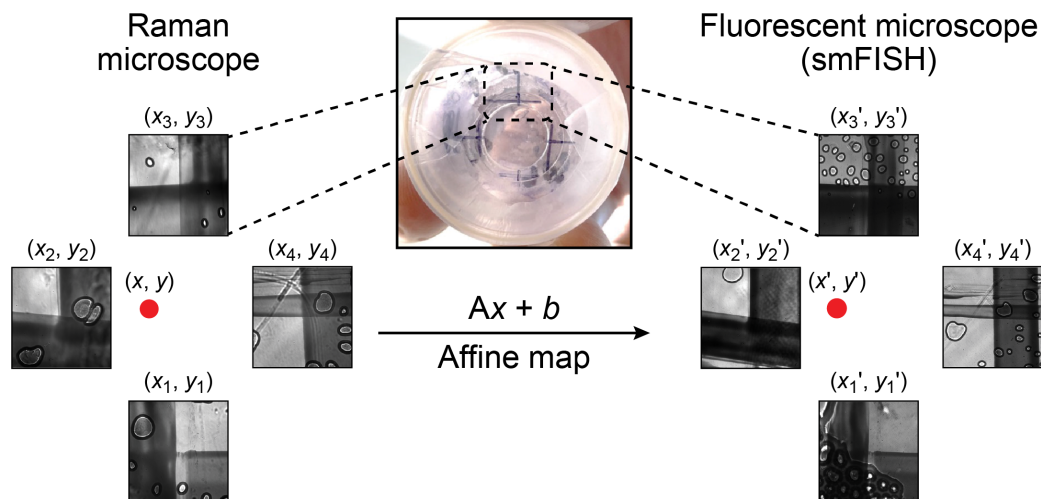 Raman
microscope
Fluorescent microscope
(smFISH)
(x₃, y₃)
(x₃', y₃')
(x₂, y₂)
(x₄, y₄)
(x₂', y₂')
(x₄', y₄')
(x, y)
(x', y')
Ax + b
Affine map
(x₁, y₁)
(x₁', y₁')